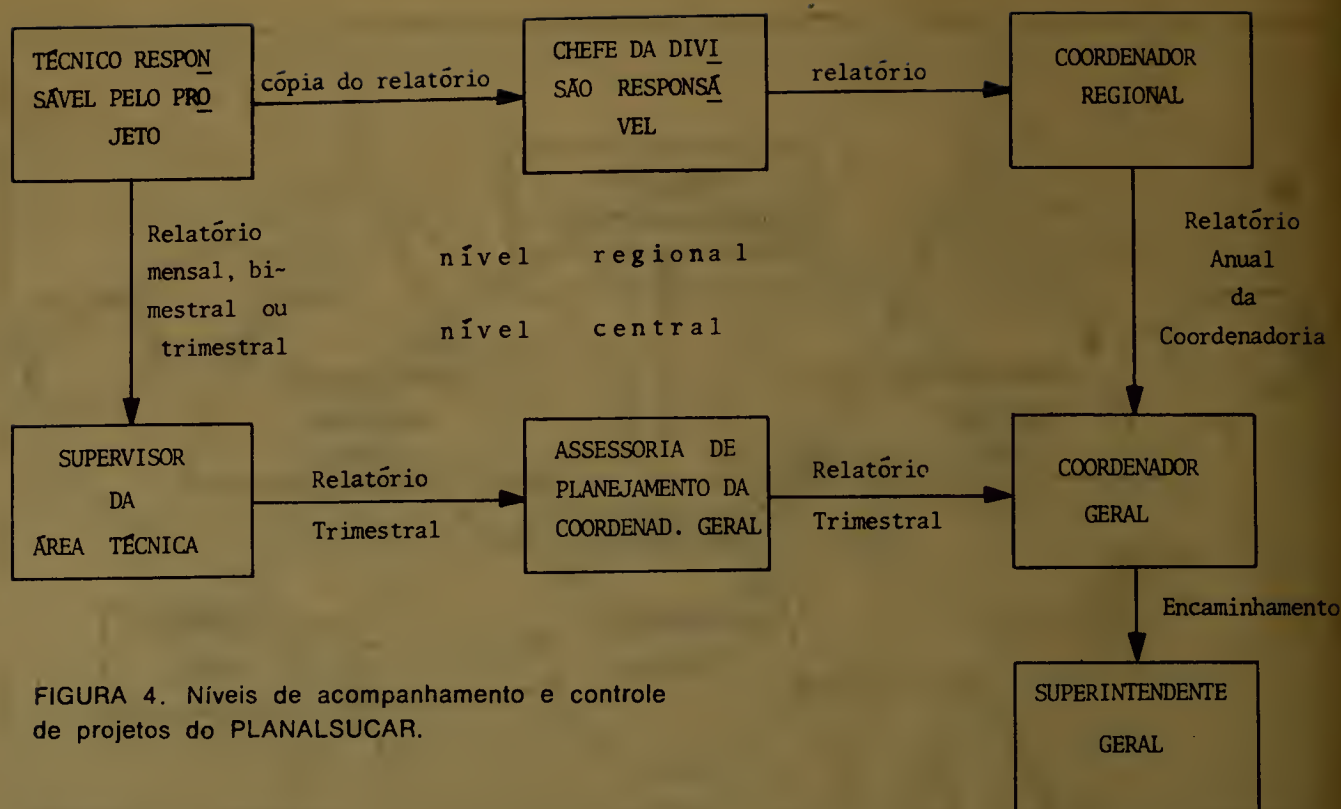 TÉCNICO RESPON
SÁVEL PELO PRO
JETO
cópia do relatório
CHEFE DA DIVI
SÃO RESPONSÁ
VEL
relatório
COORDENADOR
REGIONAL
Relatório
mensal, bi-
mestral ou
trimestral
nível regional
nível central
Relatório
Anual
da
Coordenadoria
SUPERVISOR
DA
ÁREA TÉCNICA
Relatório
Trimestral
ASSESSORIA DE
PLANEJAMENTO DA
COORDENAD. GERAL
Relatório
Trimestral
COORDENADOR
GERAL
Encaminhamento
SUPERINTENDENTE
GERAL
FIGURA 4. Níveis de acompanhamento e controle
de projetos do PLANALSUCAR.